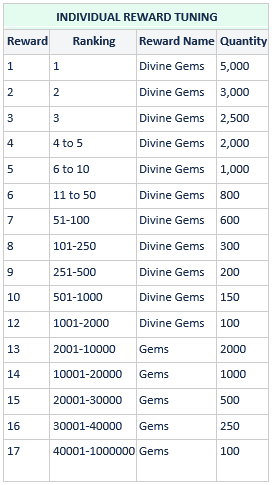 INDIVIDUAL REWARD TUNING
Reward Ranking Reward Name Quantity
1 1 Divine Gems 5,000
2 2 Divine Gems 3,000
3 3 Divine Gems 2,500
4 4 to 5 Divine Gems 2,000
5 6 to 10 Divine Gems 1,000
6 11 to 50 Divine Gems 800
7 51-100 Divine Gems 600
8 101-250 Divine Gems 300
9 251-500 Divine Gems 200
10 501-1000 Divine Gems 150
12 1001-2000 Divine Gems 100
13 2001-10000 Gems 2000
14 10001-20000 Gems 1000
15 20001-30000 Gems 500
16 30001-40000 Gems 250
17 40001-1000000 Gems 100